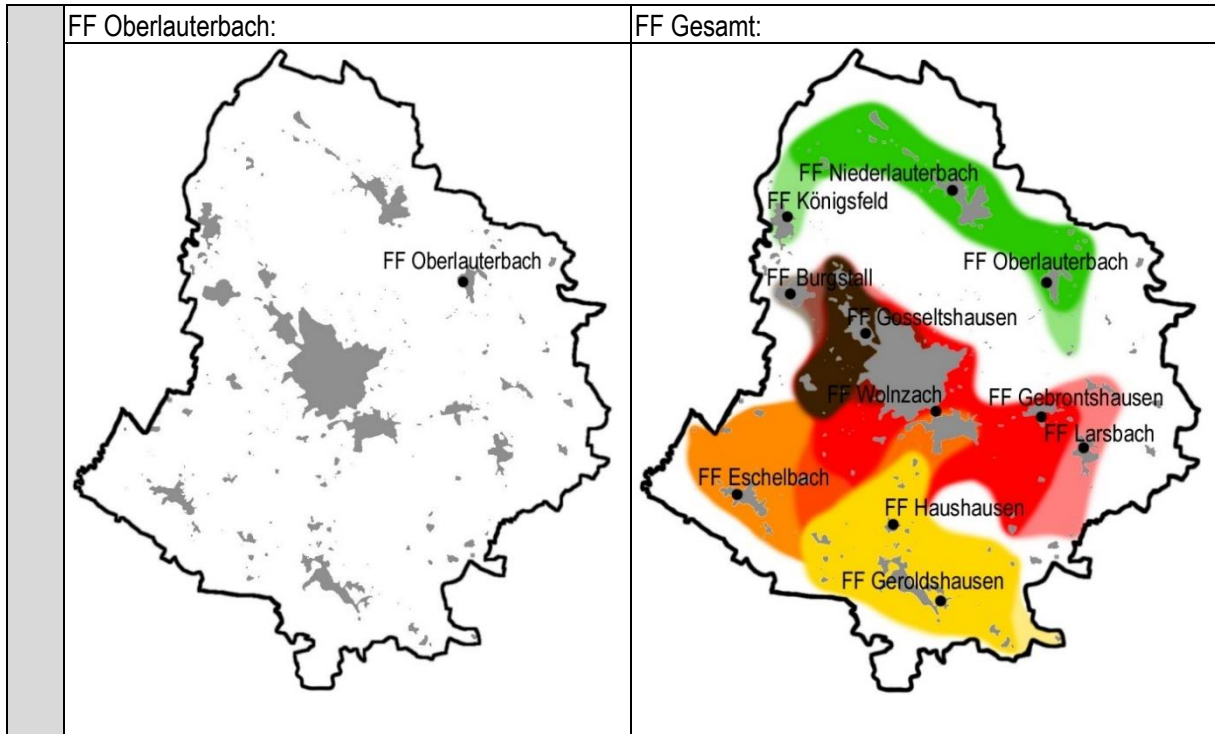 FF Oberlauterbach:
FF Oberlauterbach
FF Gesamt:
FF Niederlauterbach
FF Königsfeld
FF Oberlauterbach
FF Burgstall
FF Gosseltshausen
FF Wolnzach
FF Gebrontshausen
FF Larsbach
FF Eschelbach
FF Haushausen
FF Geroldshausen